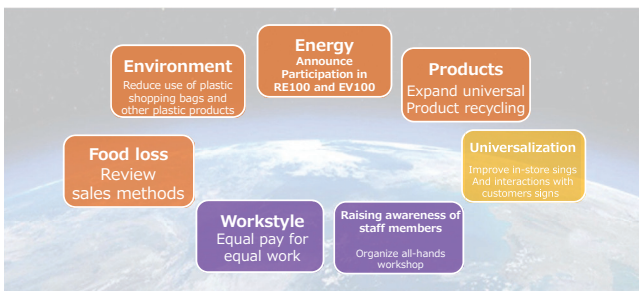 Energy
Announce
Participation in
RE100 and EV100
Environment
Reduce use of plastic
shopping bags and
other plastic products
Products
Expand universal
Product recycling
Food loss
Review
sales methods
Universalization
Improve in-store sings
And interactions with
customers signs
Workstyle
Equal pay for
equal work
Raising awareness of
staff members
Organize all-hands
workshop